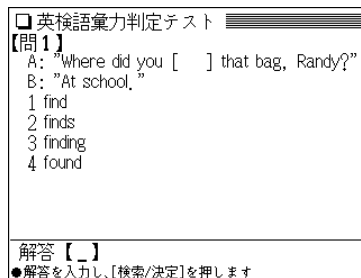 英検語彙力判定テスト
【問1】
A: "Where did you [ ] that bag, Randy?"
B: "At school."
1 find
2 finds
3 finding
4 found
解答【_】
●解答を入力し、[検索/決定]を押します